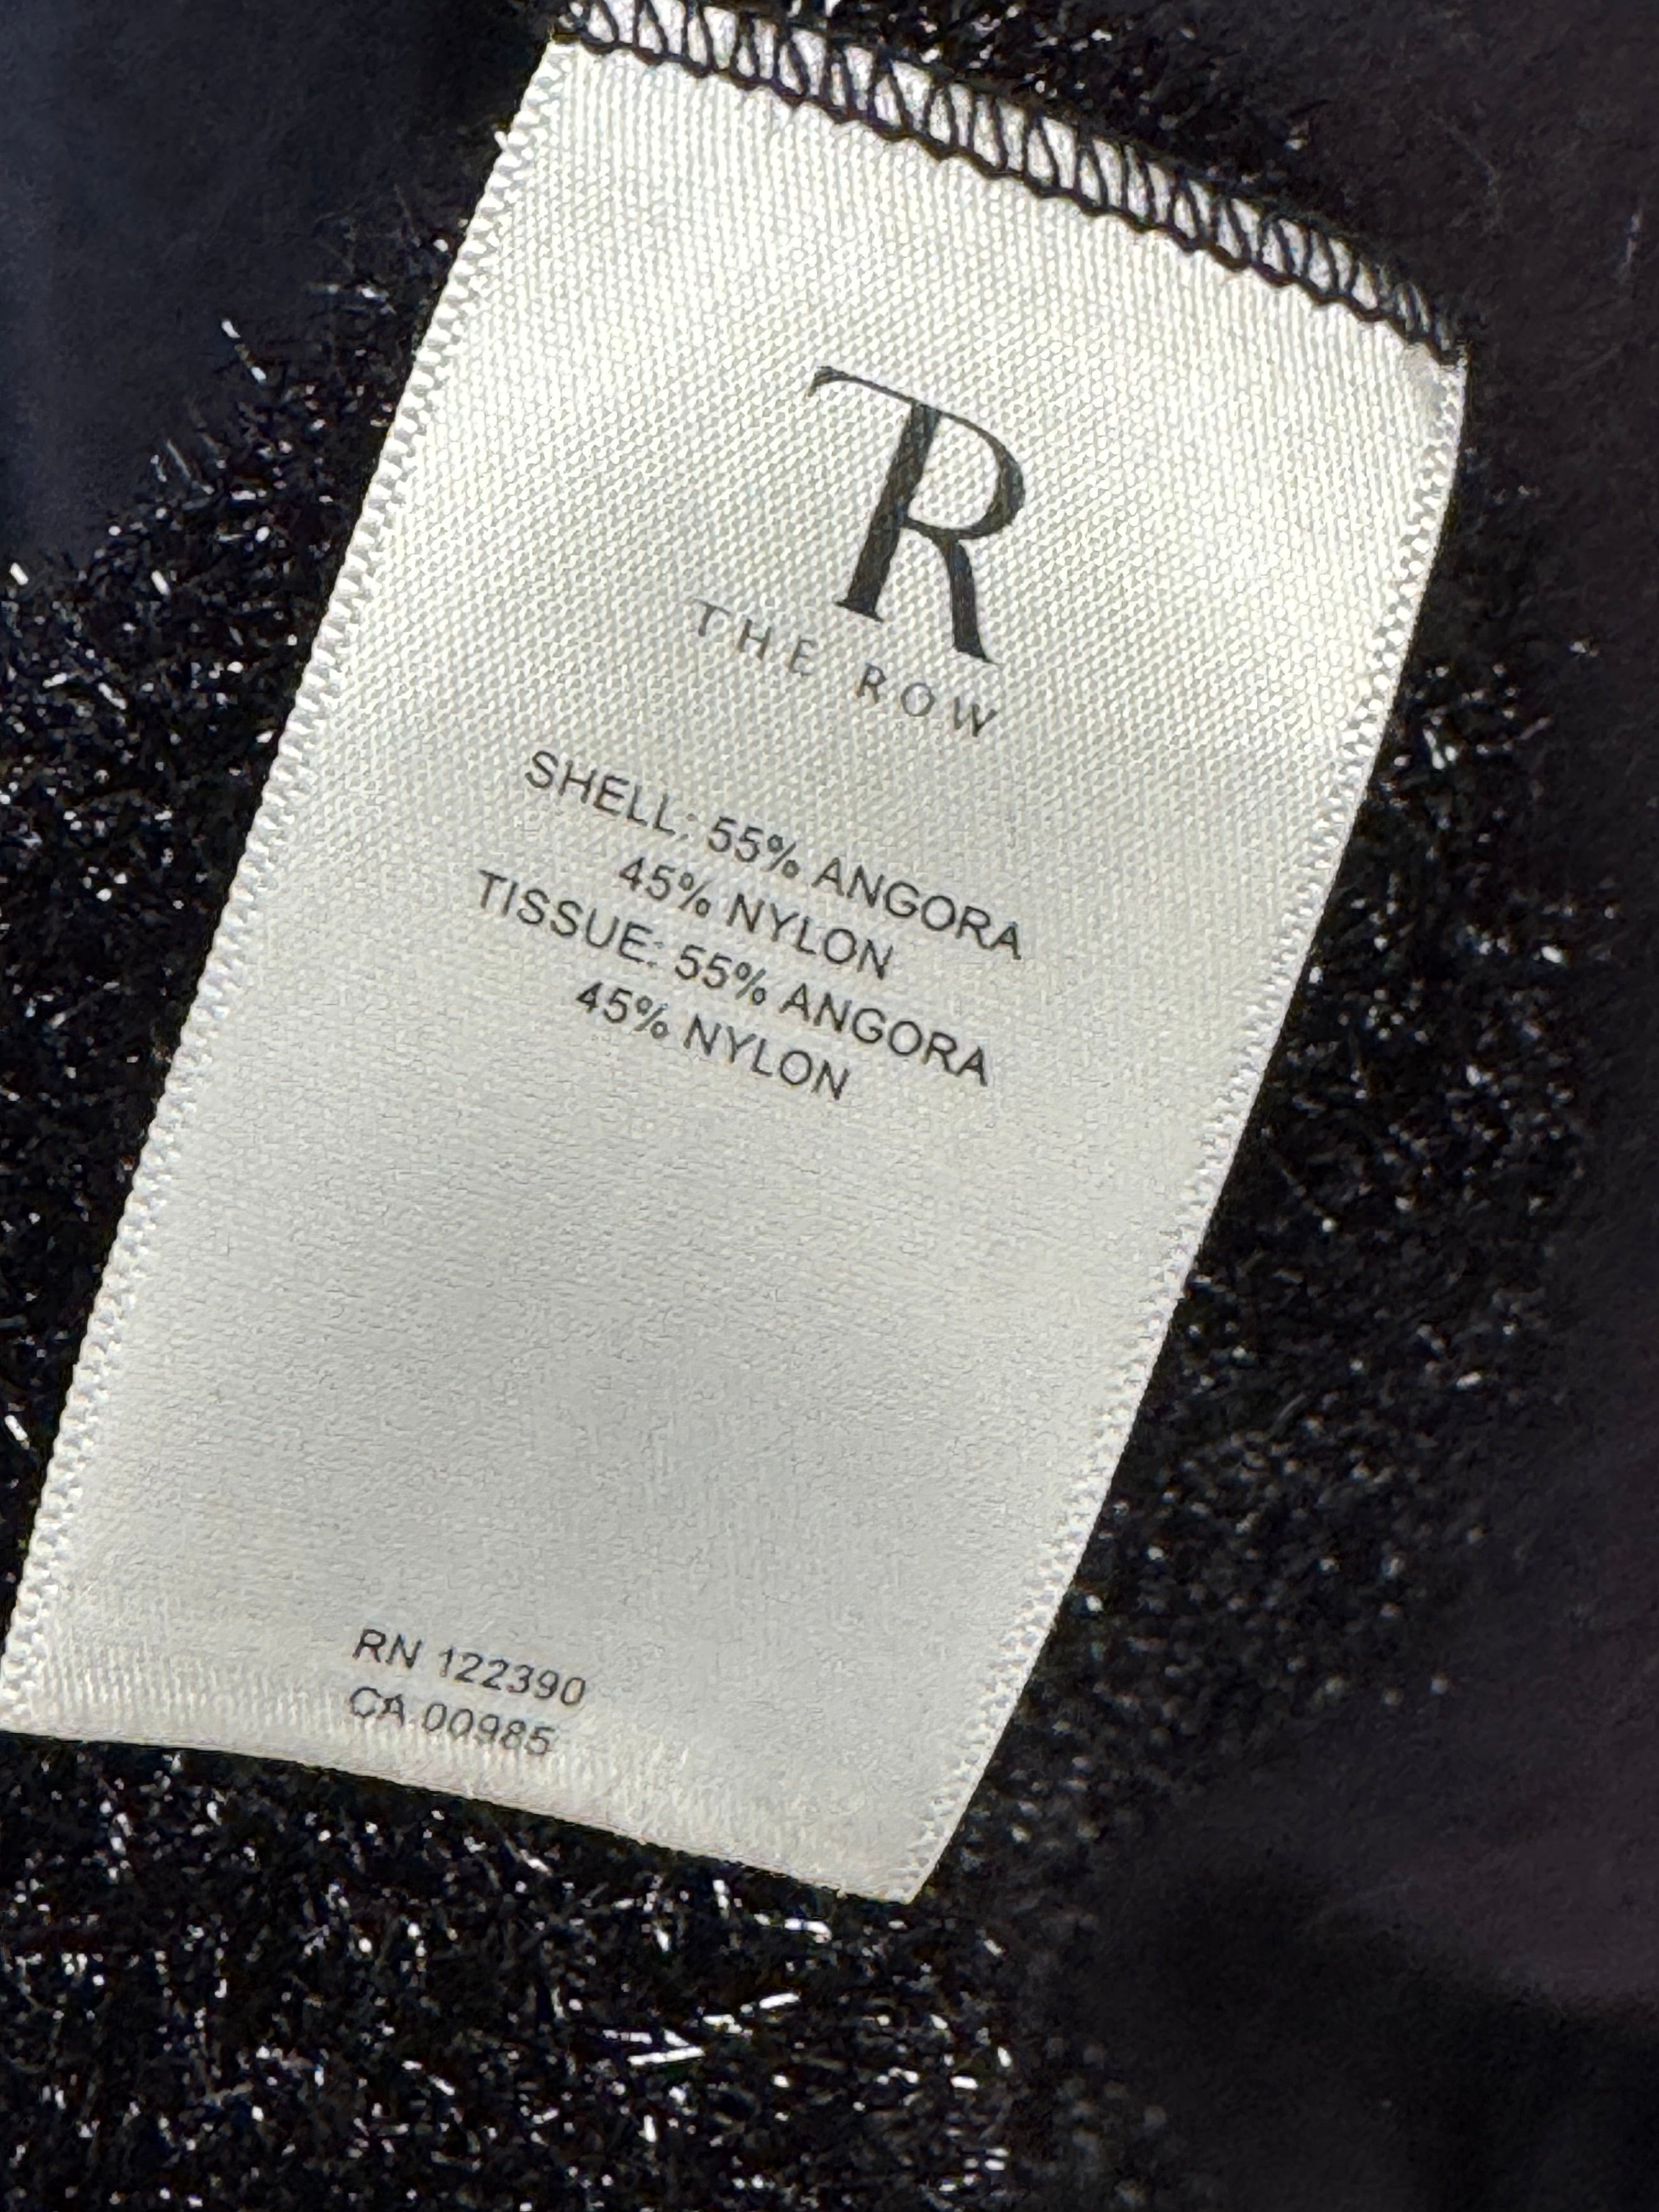 TR
THE ROW
SHELL: 55% ANGORA
45% NYLON
TISSUE: 55% ANGORA
45% NYLON
RN 122390
CA 00985